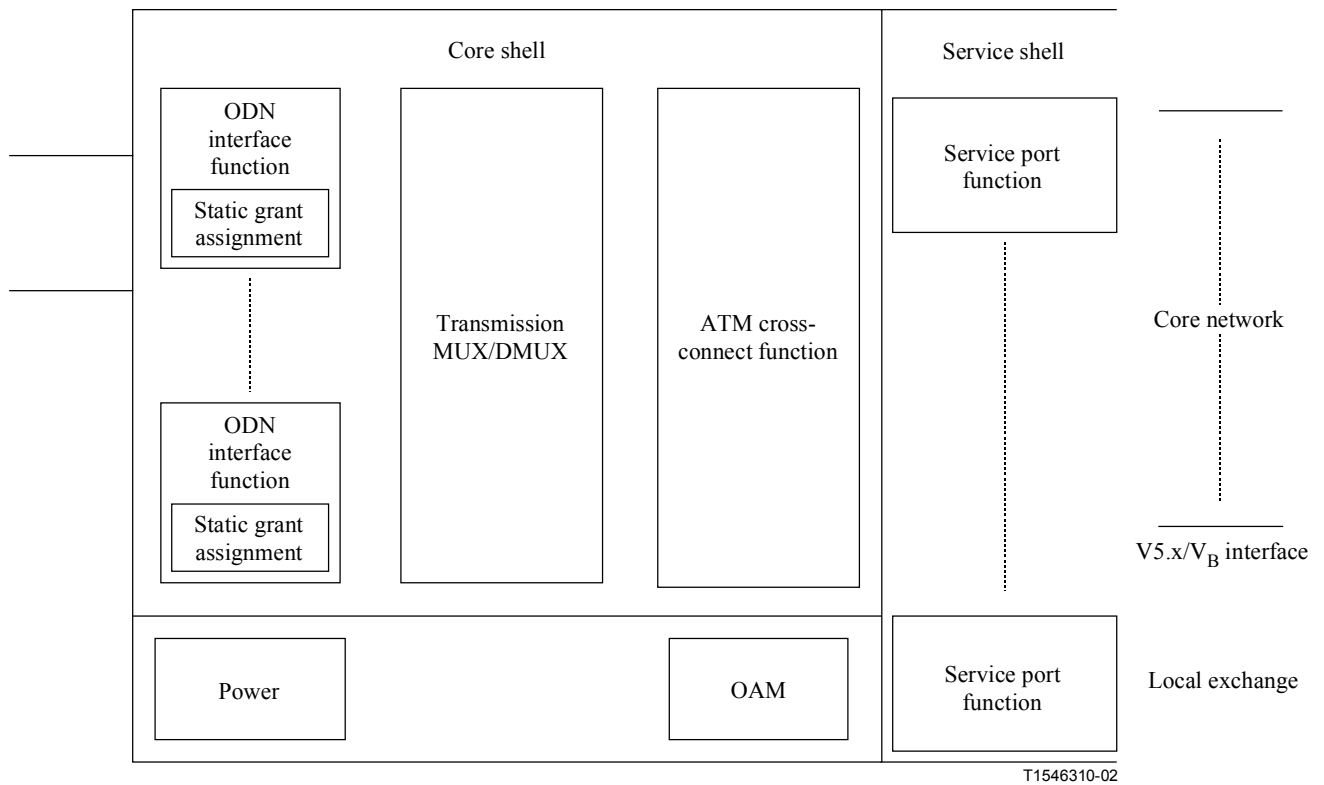 Core shell
Service shell
ODN
interface
function
Static grant
assignment
Transmission
MUX/DMUX
ATM cross-
connect function
Service port
function
Core network
ODN
interface
function
Static grant
assignment
V5.x/VB interface
Power
OAM
Service port
function
Local exchange
T1546310-02